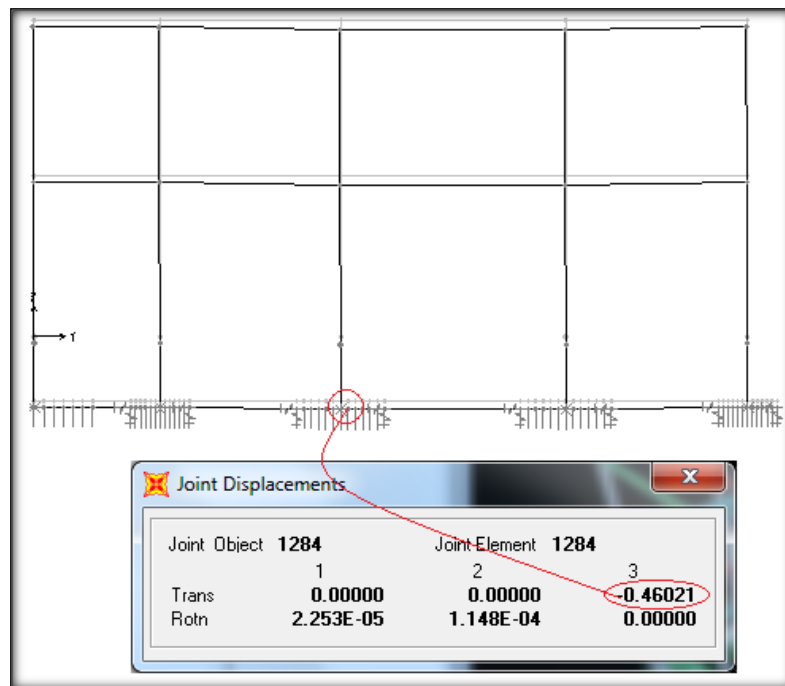 Y
Joint Displacements
x
Joint Object 1284 Joint Element 1284
1 2 3
Trans 0.00000 0.00000 -0.46021
Rotn 2.253E-05 1.148E-04 0.00000